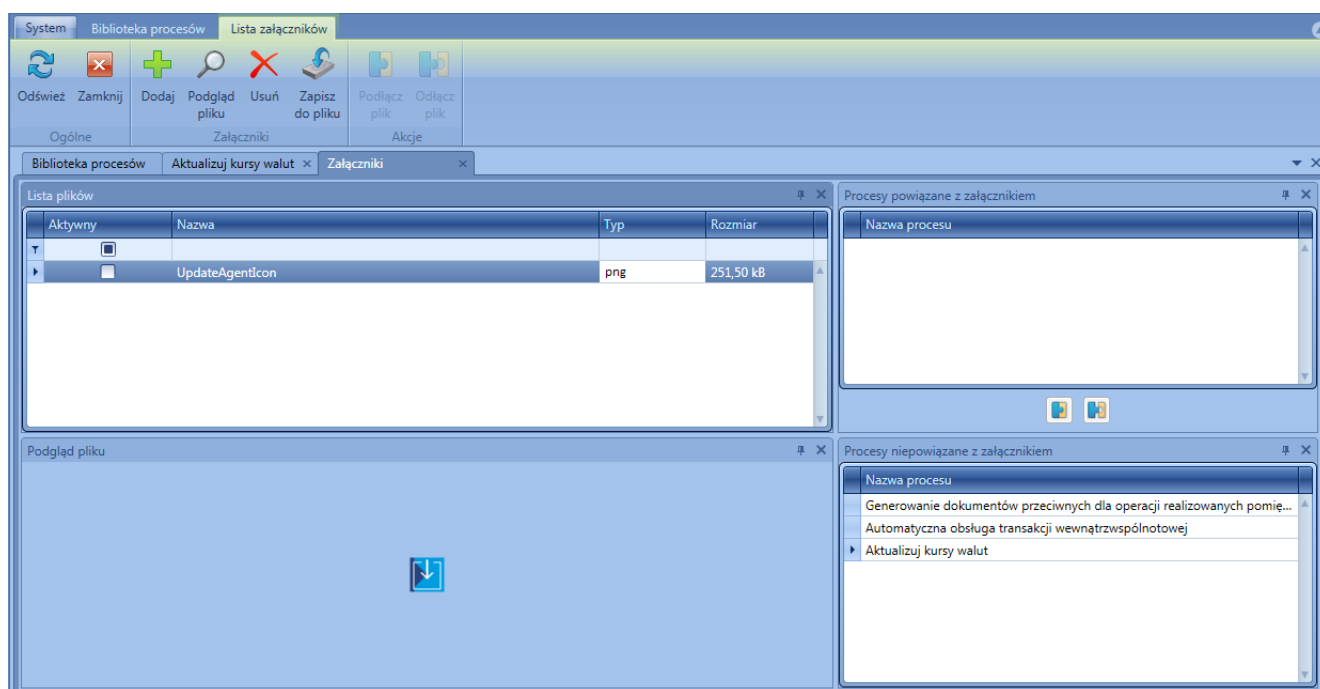 System Biblioteka procesów Lista załączników
Odśwież Zamknij Dodaj Podgląd pliku Usuń Zapisz do pliku Podłącz plik Odłącz plik
Ogólne Załączniki Akcje
Biblioteka procesów Aktualizuj kursy walut Załączniki
Lista plików
Aktywny Nazwa Typ Rozmiar
UpdateAgentIcon png 251,50 kB
Procesy powiązane z załącznikiem
Nazwa procesu
Podgląd pliku
Procesy niepowiązane z załącznikiem
Nazwa procesu
Generowanie dokumentów przeciwnych dla operacji realizowanych pomię...
Automatyczna obsługa transakcji wewnątrzwspólnotowej
Aktualizuj kursy walut